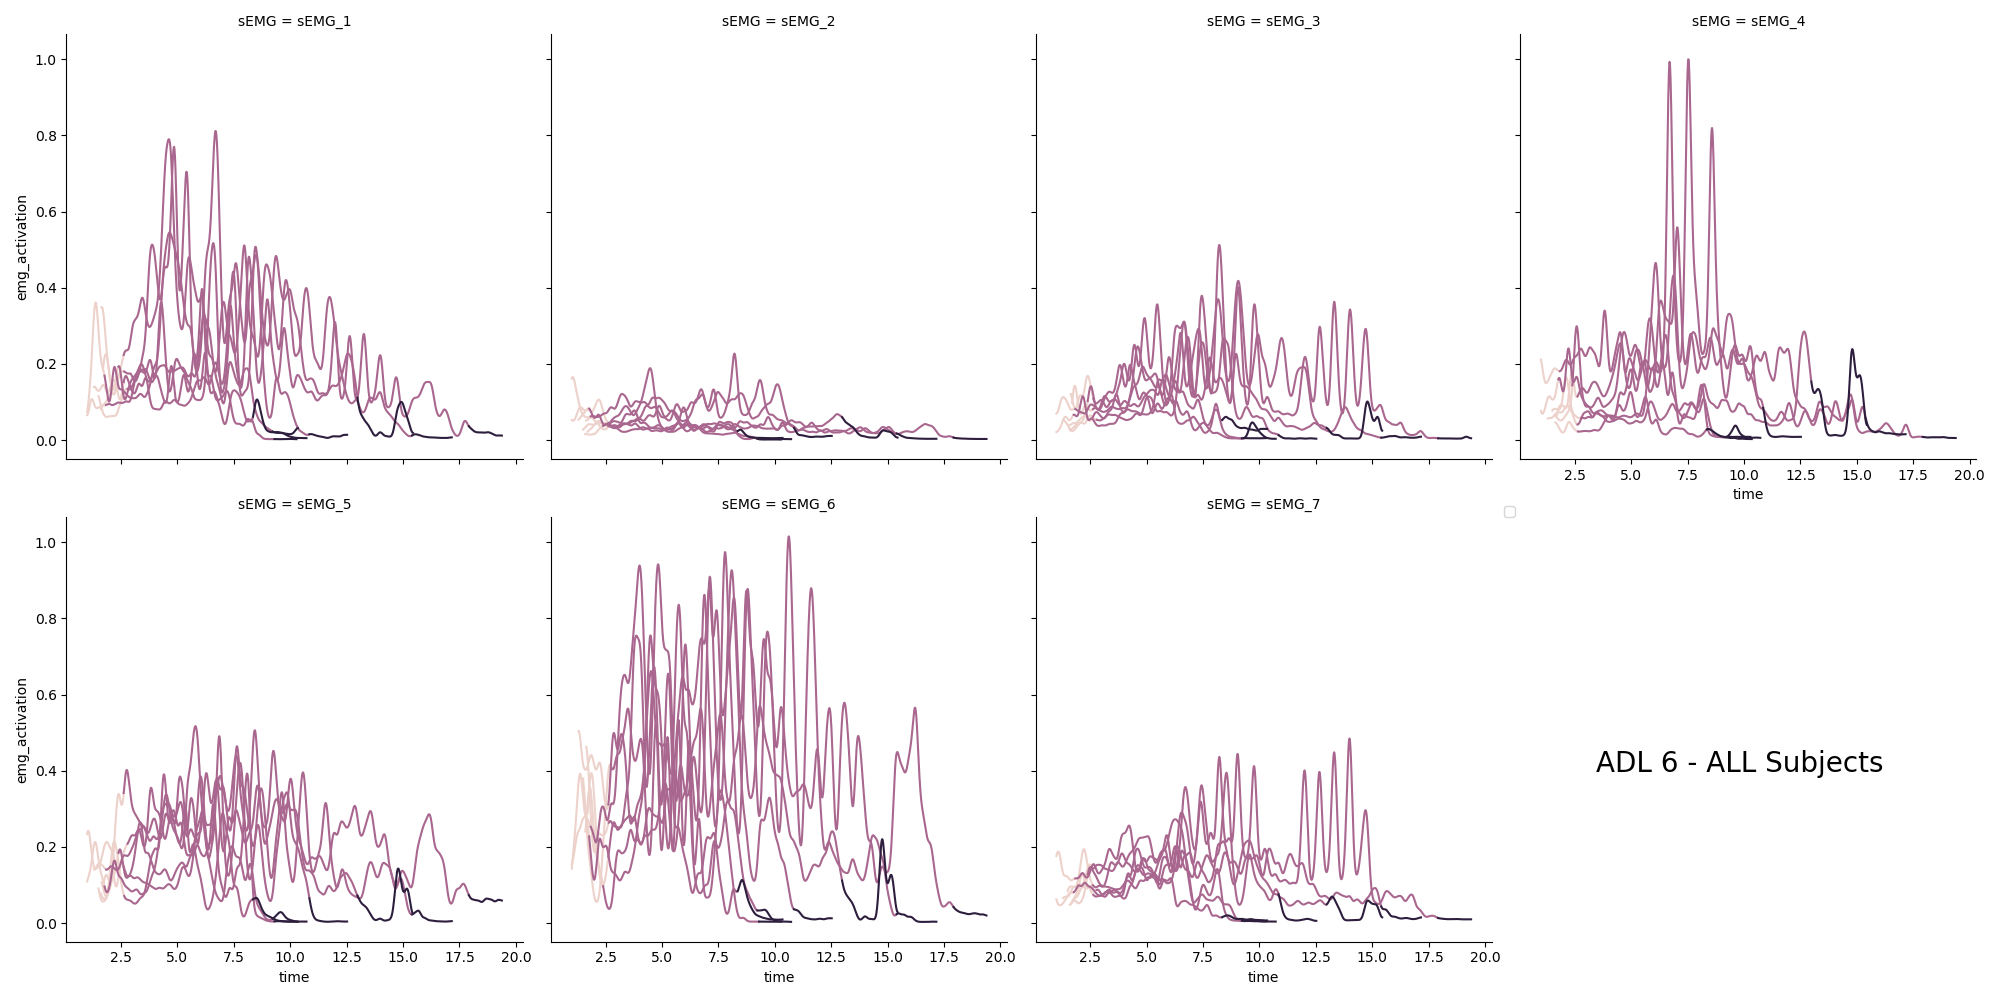 sEMG = sEMG_1
sEMG = sEMG_2
sEMG = sEMG_3
sEMG = sEMG_4
1.0
0.8
0.6
0.4
0.2
0.0
emg_activation
2.5 5.0 7.5 10.0 12.5 15.0 17.5 20.0
time
sEMG = sEMG_5
sEMG = sEMG_6
sEMG = sEMG_7
1.0
0.8
0.6
0.4
0.2
0.0
emg_activation
ADL 6 - ALL Subjects
2.5 5.0 7.5 10.0 12.5 15.0 17.5 20.0
time
2.5 5.0 7.5 10.0 12.5 15.0 17.5 20.0
time
2.5 5.0 7.5 10.0 12.5 15.0 17.5 20.0
time